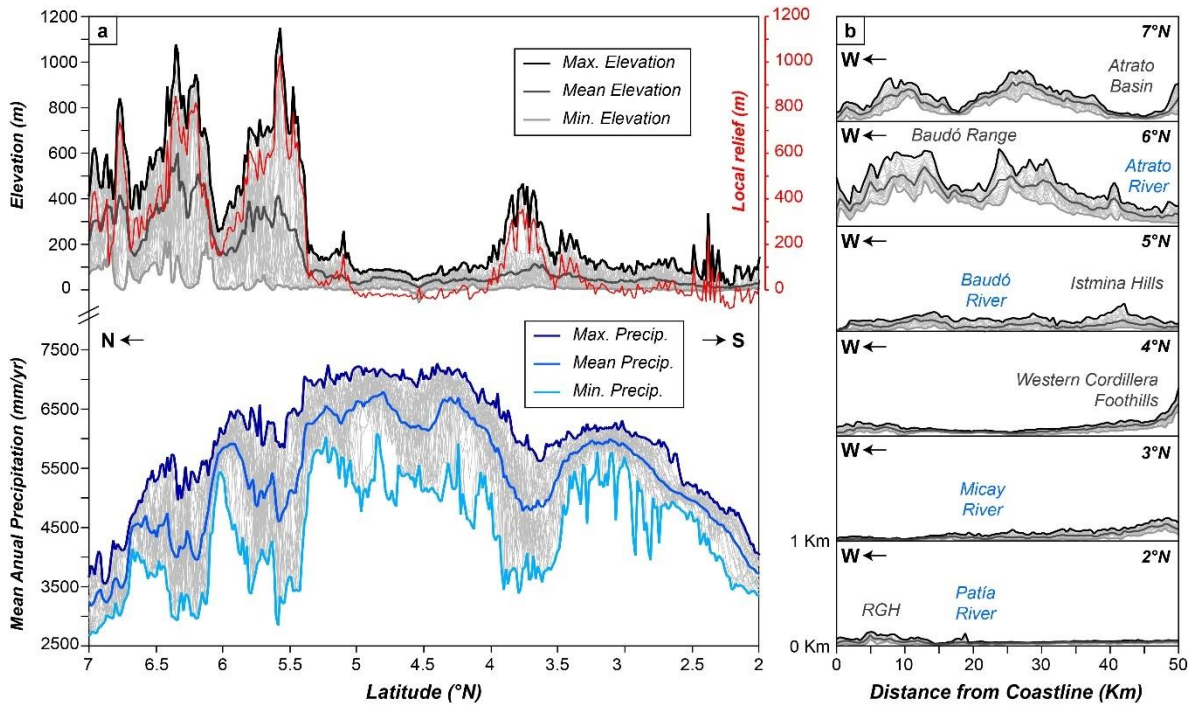 a
Max. Elevation
Mean Elevation
Min. Elevation
Elevation (m)
1200
1000
800
600
400
200
0
Local relief (m)
1200
1000
800
600
400
200
0
N
S
Max. Precip.
Mean Precip.
Min. Precip.
Mean Anual Precipitation (mm/yr)
7500
6500
5500
4500
3500
2500
7 6.5 6 5.5 5 4.5 4 3.5 3 2.5 2
Latitude (°N)
b
7°N
W
Atrato
Basin
6°N
W
Baudó Range
Atrato
River
5°N
W
Baudó
River
Istmina Hills
4°N
W
Western Cordillera
Foothills
3°N
W
Micay
River
1 Km
2°N
W
RGH
Patía
River
0 Km
0 10 20 30 40 50
Distance from Coastline (Km)